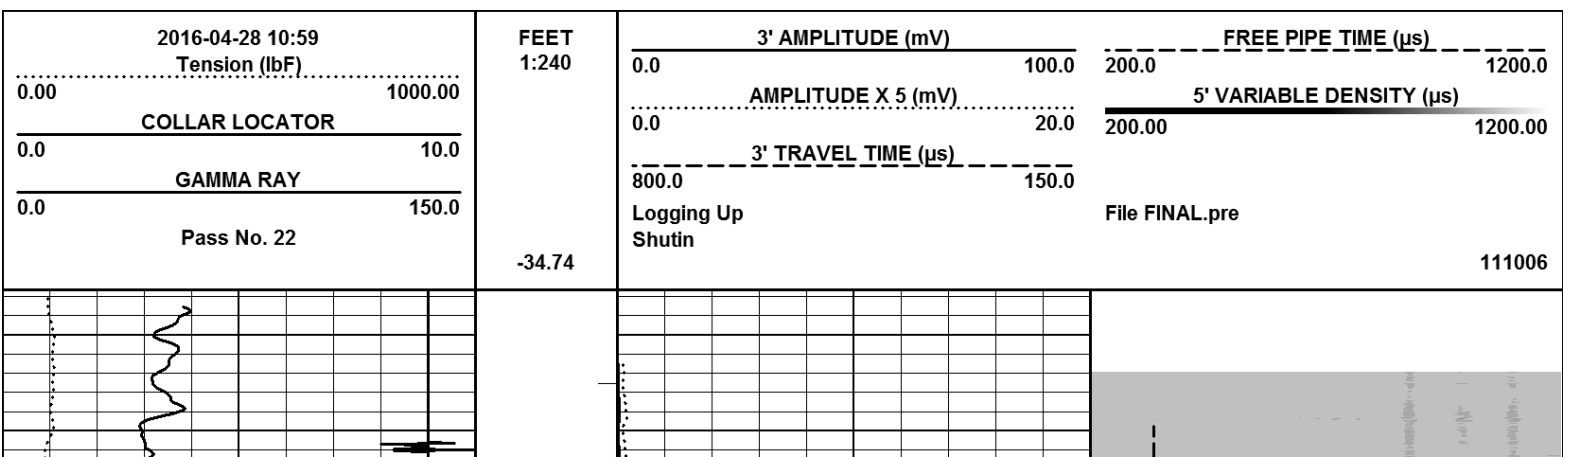 2016-04-28 10:59
Tension (lbF)
0.00 1000.00
COLLAR LOCATOR
0.0 10.0
GAMMA RAY
0.0 150.0
Pass No. 22
FEET
1:240
-34.74
3' AMPLITUDE (mV)
0.0 100.0
AMPLITUDE X 5 (mV)
0.0 20.0
3' TRAVEL TIME (µs)
800.0 150.0
Logging Up
Shutin
FREE PIPE TIME (µs)
200.0 1200.0
5' VARIABLE DENSITY (µs)
200.00 1200.00
File FINAL.pre
111006